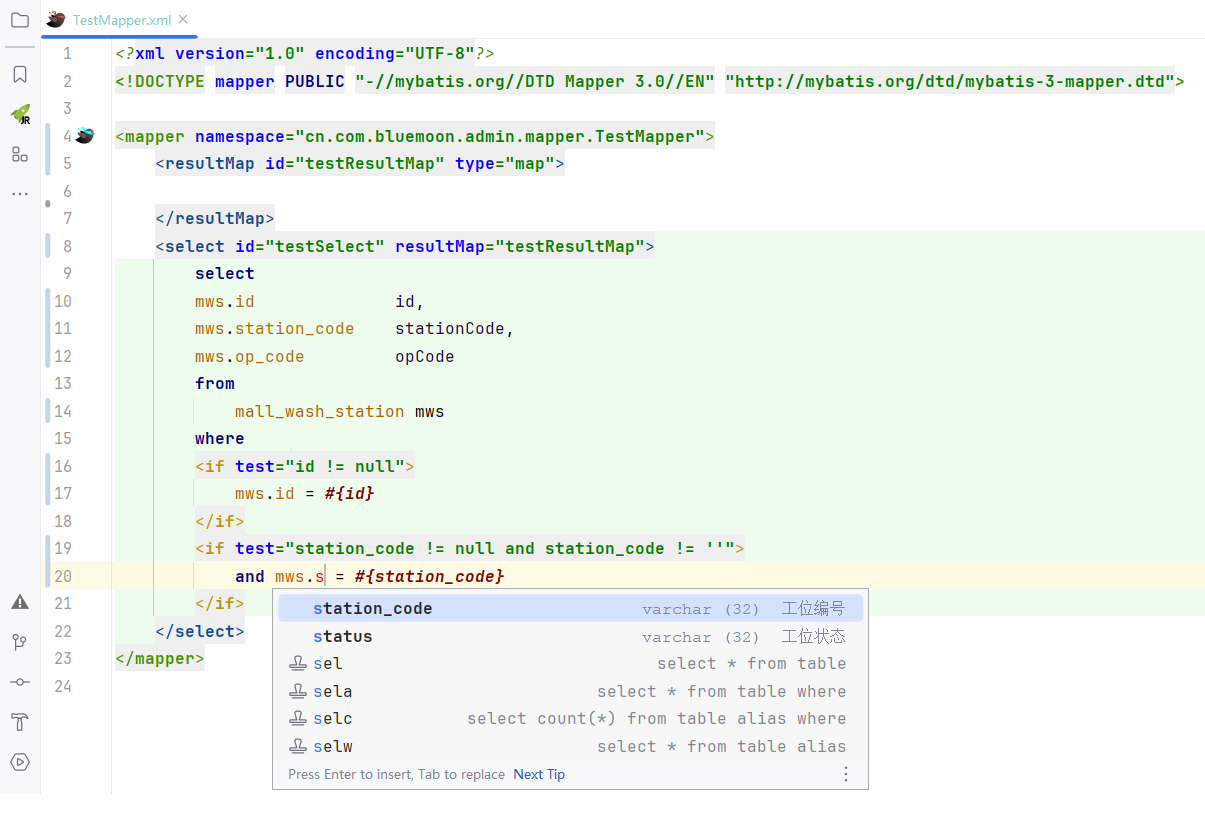 TestMapper.xml
1 <?xml version="1.0" encoding="UTF-8"?>
2 <!DOCTYPE mapper PUBLIC "-//mybatis.org//DTD Mapper 3.0//EN" "http://mybatis.org/dtd/mybatis-3-mapper.dtd">
3
4 <mapper namespace="cn.com.bluemoon.admin.mapper.TestMapper">
5 <resultMap id="testResultMap" type="map">
6
7 </resultMap>
8 <select id="testSelect" resultMap="testResultMap">
9 select
10 mws.id id,
11 mws.station_code stationCode,
12 mws.op_code opCode
13 from
14 mall_wash_station mws
15 where
16 <if test="id != null">
17 mws.id = #{id}
18 </if>
19 <if test="station_code != null and station_code != ''">
20 and mws.s = #{station_code}
21 </if>
22 </select>
23 </mapper>
24
station_code varchar (32) 工位编号
status varchar (32) 工位状态
sel select * from table
sela select * from table where
selc select count(*) from table alias where
selw select * from table alias
Press Enter to insert, Tab to replace Next Tip
JR